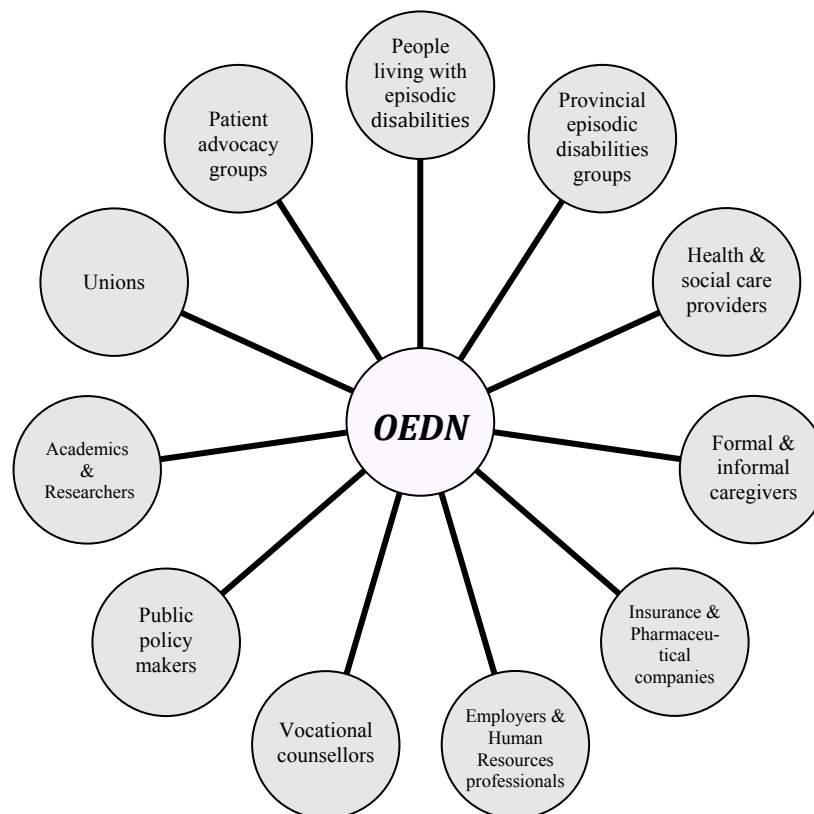 People
living with
episodic
disabilities
Provincial
episodic
disabilities
groups
Health &
social care
providers
Formal &
informal
caregivers
Insurance &
Pharmaceu-
tical
companies
Employers &
Human
Resources
professionals
Vocational
counsellors
Public
policy
makers
Academics
&
Researchers
Unions
Patient
advocacy
groups
OEDN